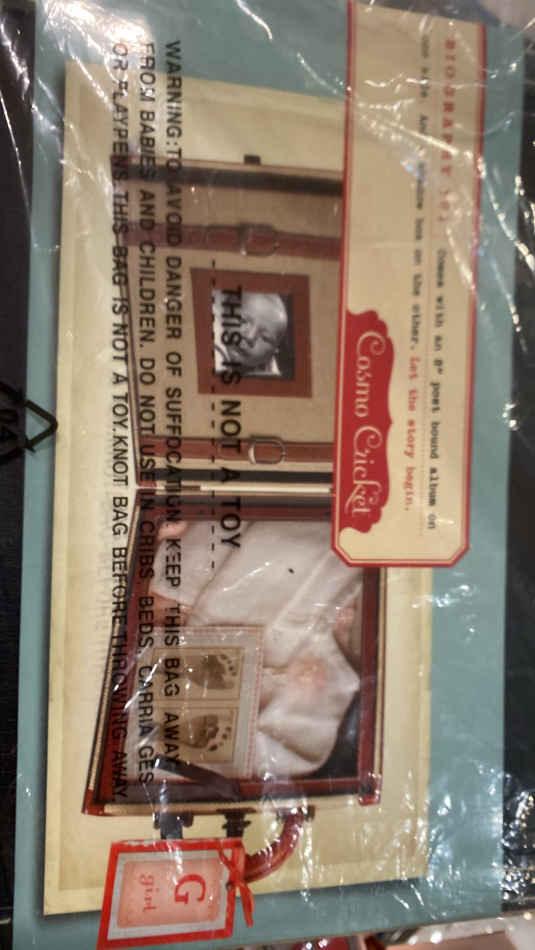 BIOGRAPHY 101 Comes with an 8" post bound album on
one side. And a on the other. Let the story begin.
Cosmo Cricket
THIS IS NOT A TOY
WARNING:TO AVOID DANGER OF SUFFOCATION, KEEP THIS BAG AWAY
FROM BABIES AND CHILDREN. DO NOT USE IN CRIBS BEDS, CARRIA GES
OR PLAYPENS THIS BAG IS NOT A TOY.KNOT BAG BEFORE THROWING AWAY.
G
girl
04